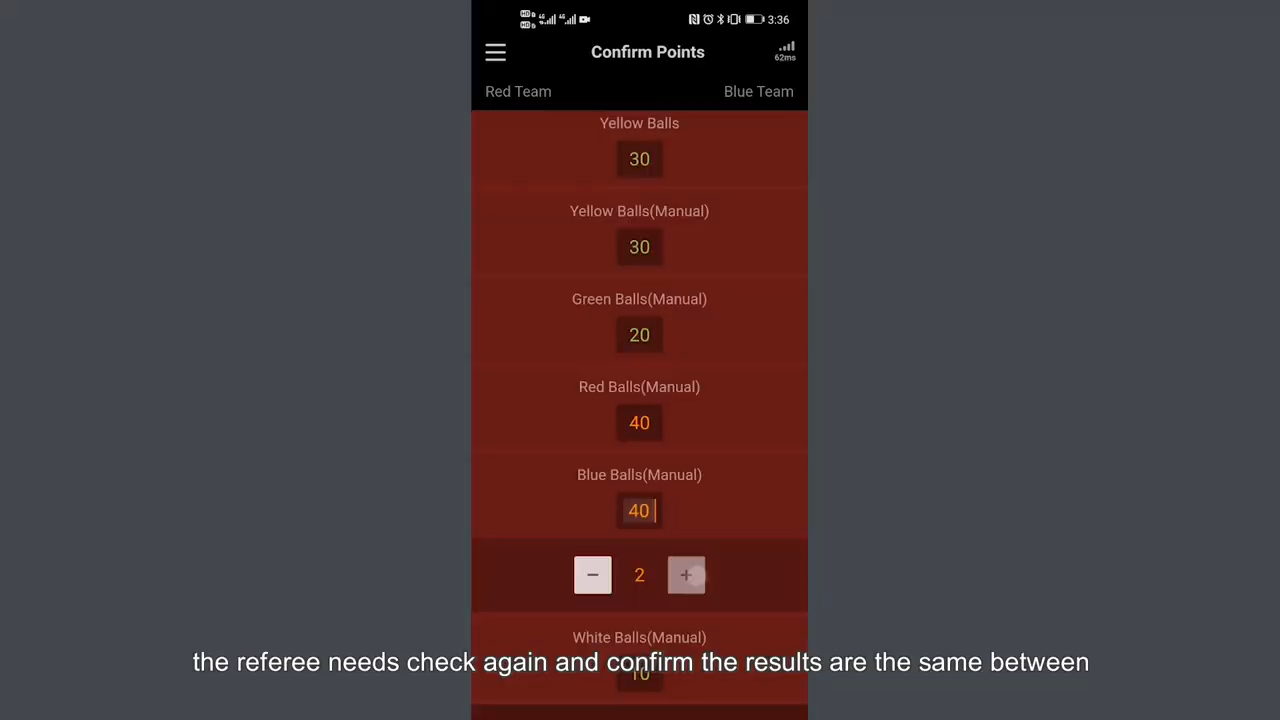 3:36
Confirm Points
62ms
Red Team
Blue Team
Yellow Balls
30
Yellow Balls(Manual)
30
Green Balls(Manual)
20
Red Balls(Manual)
40
Blue Balls(Manual)
40
− 2 +
White Balls(Manual)
10
the referee needs check again and confirm the results are the same between